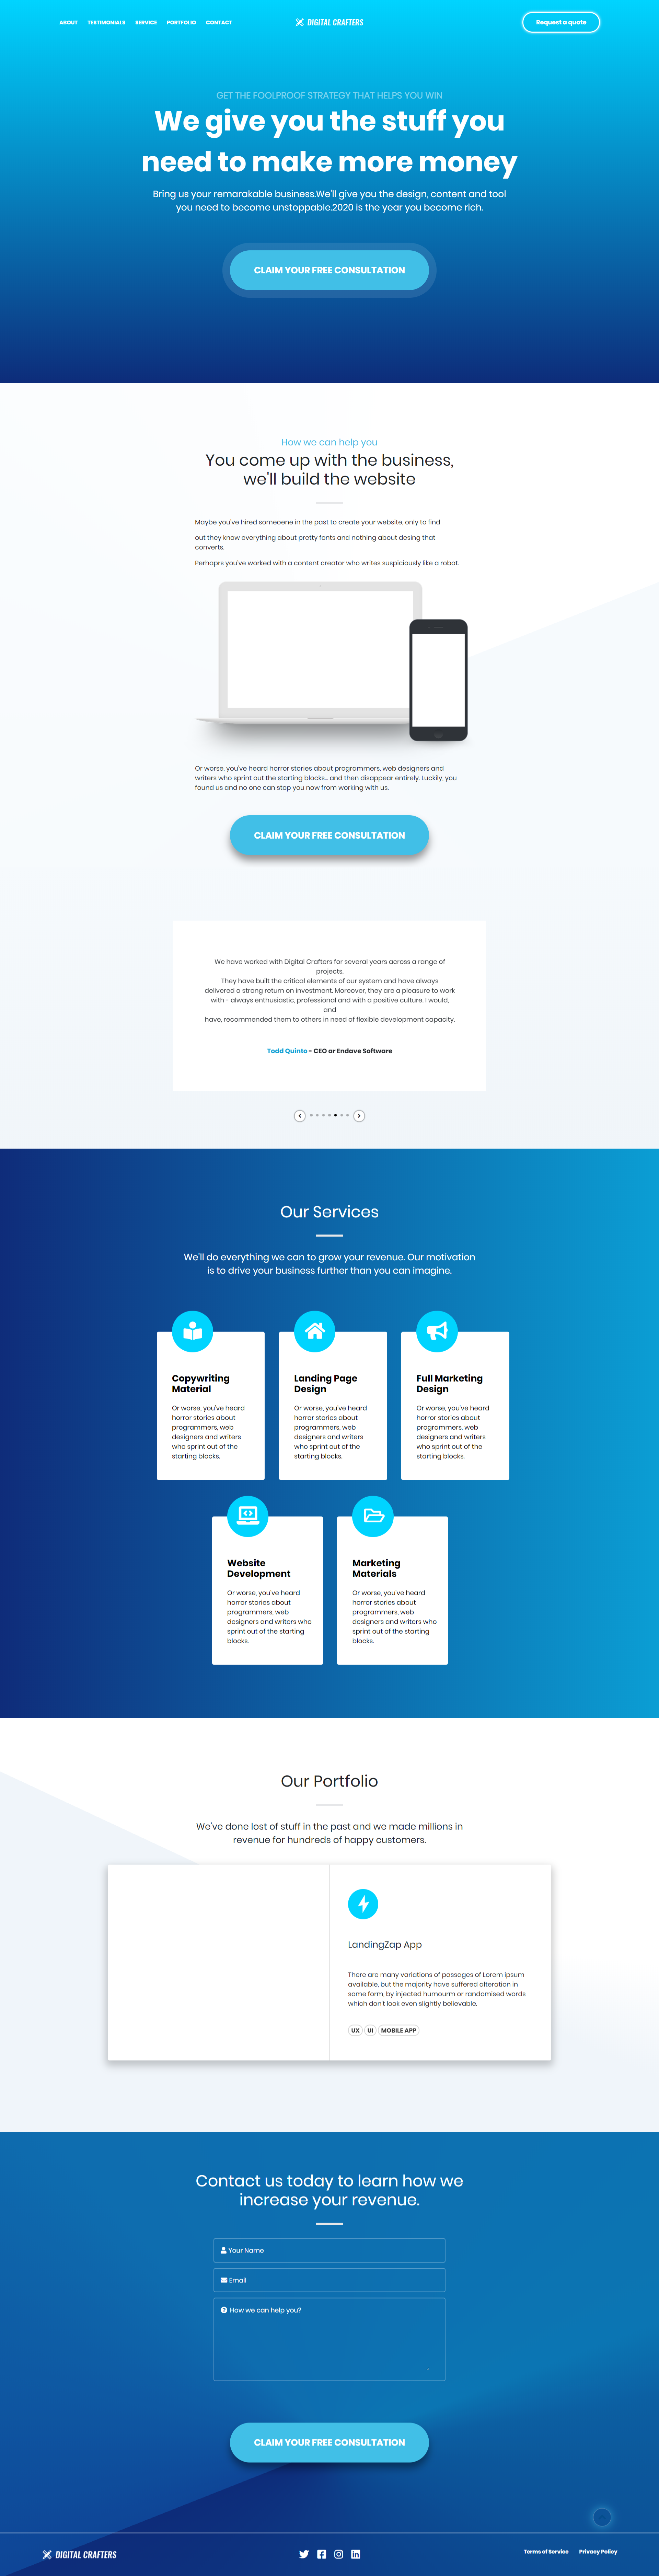 ABOUT TESTIMONIALS SERVICE PORTFOLIO CONTACT
DIGITAL CRAFTERS
Request a quote
GET THE FOOLPROOF STRATEGY THAT HELPS YOU WIN
We give you the stuff you
need to make more money
Bring us your remarakable business.We'll give you the design, content and tool
you need to become unstoppable.2020 is the year you become rich.
CLAIM YOUR FREE CONSULTATION
How we can help you
You come up with the business,
we'll build the website
Maybe you've hired someoene in the past to create your website, only to find
out they know everything about pretty fonts and nothing about desing that
converts.
Perhaprs you've worked with a content creator who writes suspiciously like a robot.
Or worse, you've heard horror stories about programmers, web designers and
writers who sprint out the starting blocks... and then disappear entirely. Luckily, you
found us and no one can stop you now from working with us.
CLAIM YOUR FREE CONSULTATION
We have worked with Digital Crafters for several years across a range of
projects.
They have built the critical elements of our system and have always
delivered a strong return on investment. Moreover, they are a pleasure to work
with - always enthusiastic, professional and with a positive culture. I would,
and
have, recommended them to others in need of flexible development capacity.
Todd Quinto - CEO ar Endave Software
Our Services
We'll do everything we can to grow your revenue. Our motivation
is to drive your business further than you can imagine.
Copywriting
Material
Or worse, you've heard
horror stories about
programmers, web
designers and writers
who sprint out of the
starting blocks.
Landing Page
Design
Or worse, you've heard
horror stories about
programmers, web
designers and writers
who sprint out of the
starting blocks.
Full Marketing
Design
Or worse, you've heard
horror stories about
programmers, web
designers and writers
who sprint out of the
starting blocks.
Website
Development
Or worse, you've heard
horror stories about
programmers, web
designers and writers who
sprint out of the starting
blocks.
Marketing
Materials
Or worse, you've heard
horror stories about
programmers, web
designers and writers who
sprint out of the starting
blocks.
Our Portfolio
We've done lost of stuff in the past and we made millions in
revenue for hundreds of happy customers.
LandingZap App
There are many variations of passages of Lorem ipsum
available, but the majority have suffered alteration in
some form, by injected humourm or randomised words
which don't look even slightly believable.
UX UI MOBILE APP
Contact us today to learn how we
increase your revenue.
Your Name
Email
How we can help you?
CLAIM YOUR FREE CONSULTATION
DIGITAL CRAFTERS
Terms of Service Privacy Policy